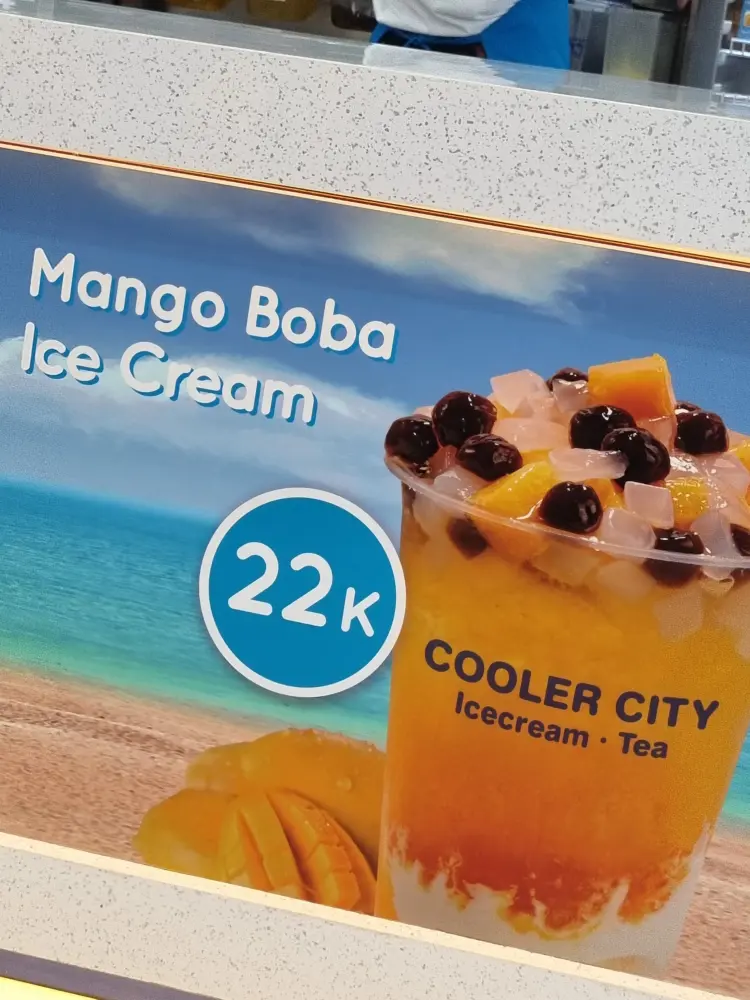 Mango Boba
Ice Cream
22K
COOLER CITY
Icecream · Tea